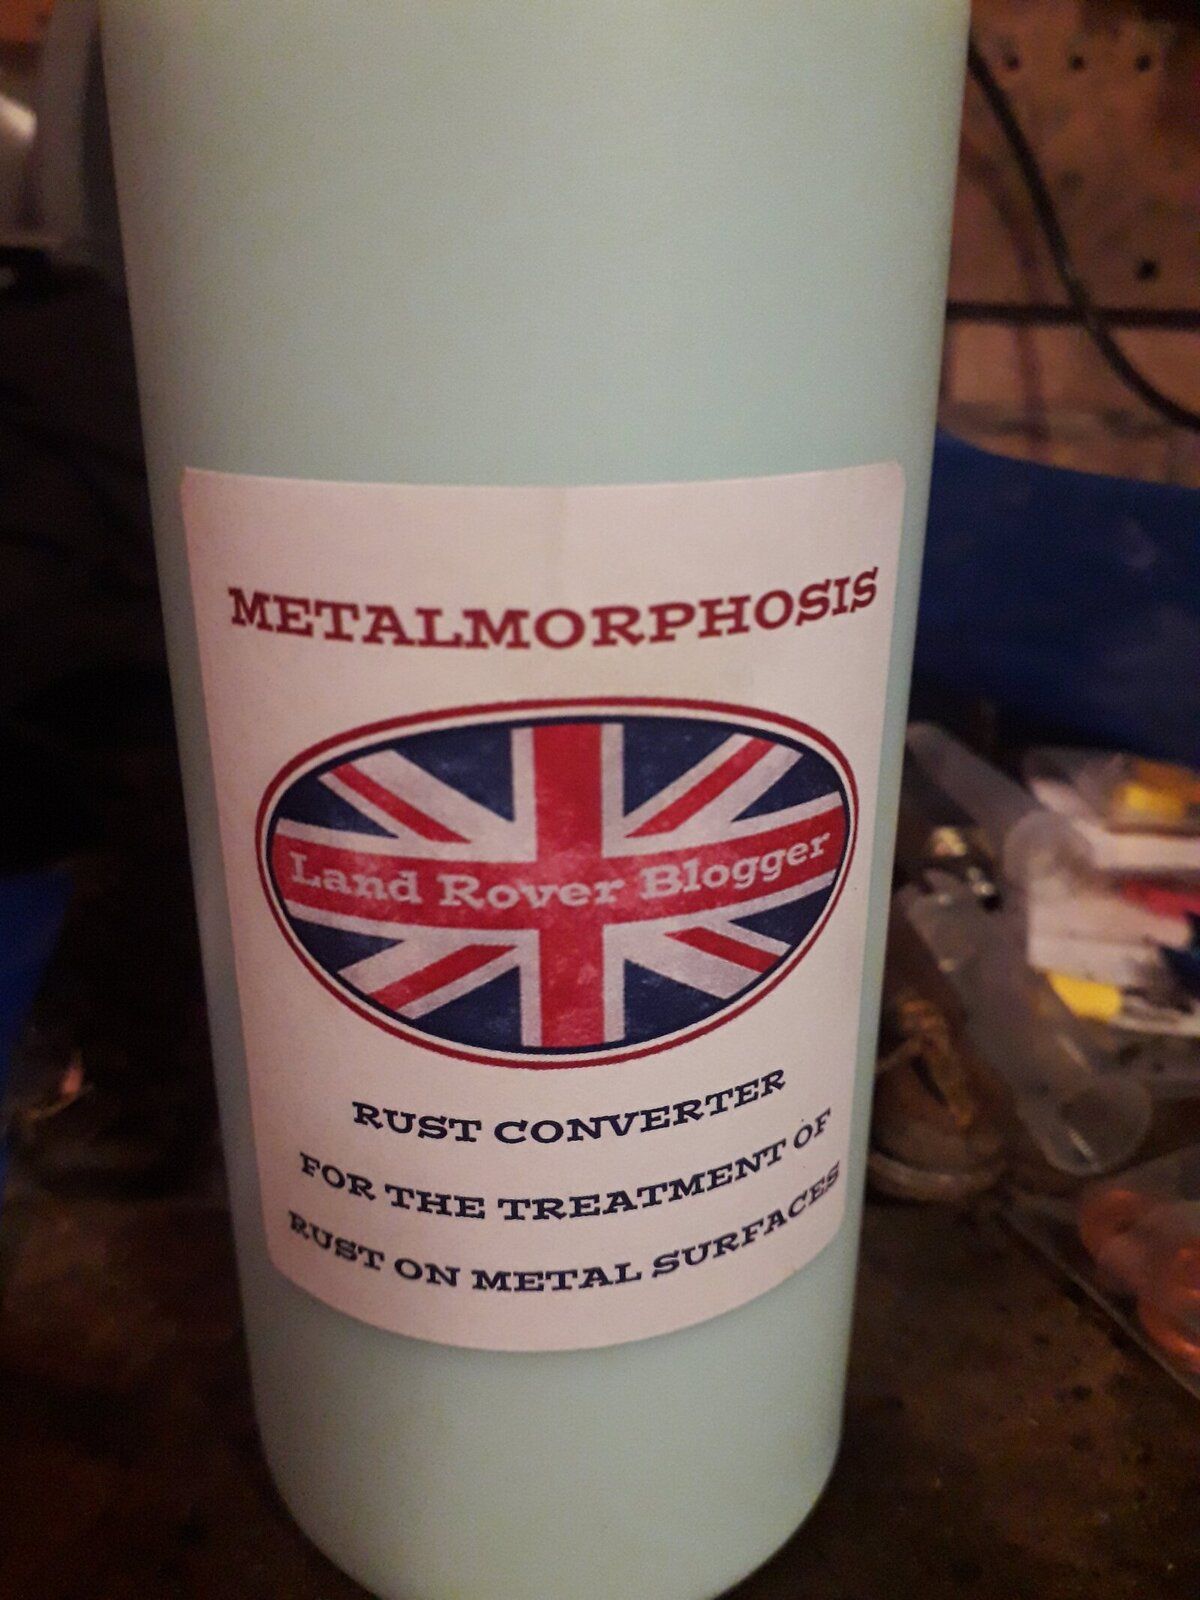 METALMORPHOSIS
Land Rover Blogger
RUST CONVERTER
FOR THE TREATMENT OF
RUST ON METAL SURFACES